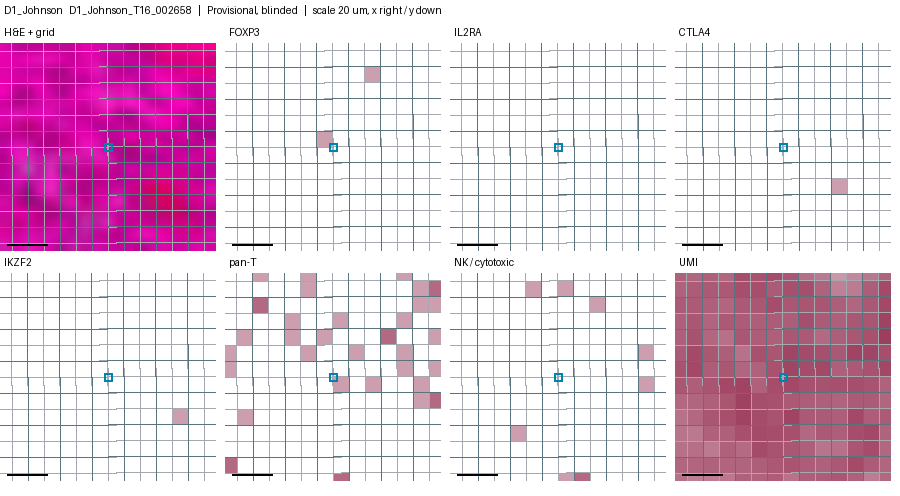 D1_Johnson D1_Johnson_T16_002658 | Provisional, blinded | scale 20 um, x right / y down
H&E + grid
FOXP3
IL2RA
CTLA4
IKZF2
pan-T
NK / cytotoxic
UMI